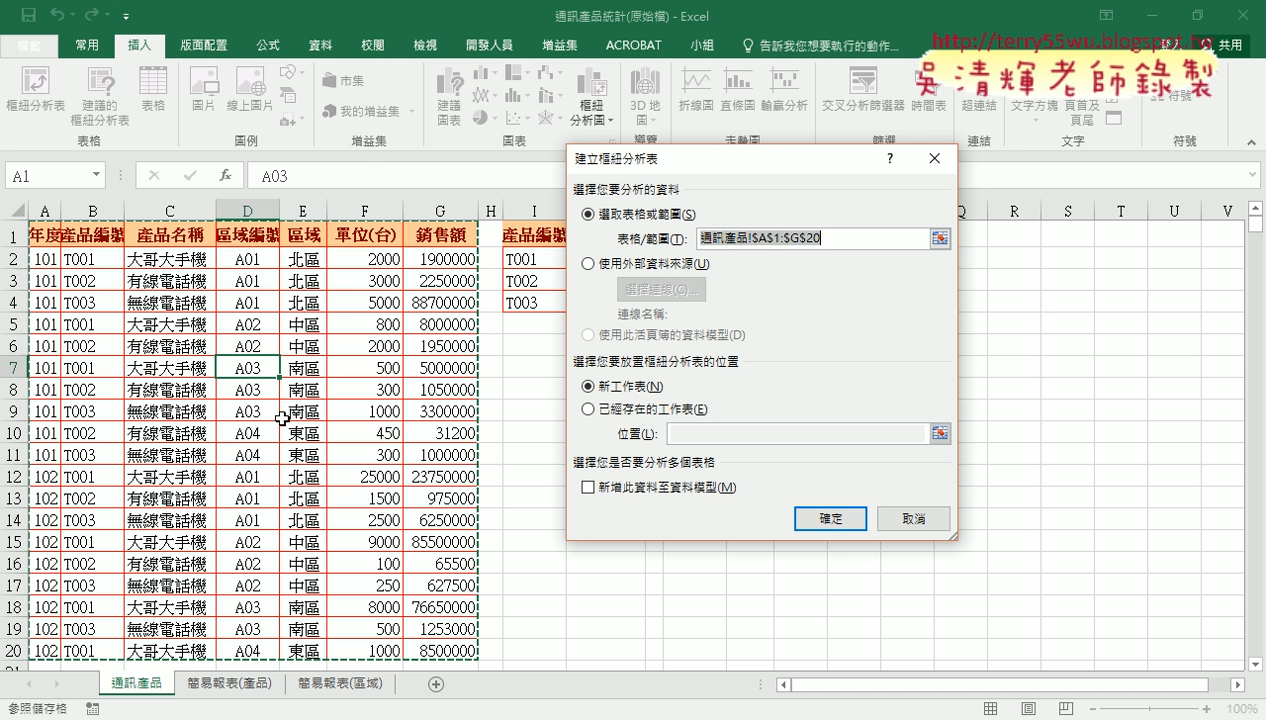 通訊產品統計(原始檔) - Excel
常用 插入 版面配置 公式 資料 校閱 檢視 開發人員 增益集 ACROBAT 小組 告訴我您想要執行的動作... 共用
http://terry55wu.blogspot.tw
吳清輝老師錄製
樞紐分析表 建議的樞紐分析表 表格 圖片 線上圖片 市集 我的增益集 建議圖表 樞紐分析圖 3D 地圖 折線圖 直條圖 輸贏分析 交叉分析篩選器 時間表 超連結 文字方塊 頁首及頁尾 符號
表格 圖例 增益集 圖表 導覽 走勢圖 篩選 連結 文字 符號
A1 fx A03
A B C D E F G H I Q R S T U V
1 年度 產品編號 產品名稱 區域編號 區域 單位(台) 銷售額 產品編號
2 101 T001 大哥大手機 A01 北區 2000 1900000 T001
3 101 T002 有線電話機 A01 北區 3000 2250000 T002
4 101 T003 無線電話機 A01 北區 5000 88700000 T003
5 101 T001 大哥大手機 A02 中區 800 8000000
6 101 T002 有線電話機 A02 中區 2000 1950000
7 101 T001 大哥大手機 A03 南區 500 5000000
8 101 T002 有線電話機 A03 南區 300 1050000
9 101 T003 無線電話機 A03 南區 1000 3300000
10 101 T002 有線電話機 A04 東區 450 31200
11 101 T003 無線電話機 A04 東區 300 1000000
12 102 T001 大哥大手機 A01 北區 25000 23750000
13 102 T002 有線電話機 A01 北區 1500 975000
14 102 T003 無線電話機 A01 北區 2500 6250000
15 102 T001 大哥大手機 A02 中區 9000 85500000
16 102 T002 有線電話機 A02 中區 100 65500
17 102 T003 無線電話機 A02 中區 250 627500
18 102 T001 大哥大手機 A03 南區 8000 76650000
19 102 T003 無線電話機 A03 南區 500 1253000
20 102 T001 大哥大手機 A04 東區 1000 8500000
建立樞紐分析表 ?
選擇您要分析的資料
選取表格或範圍(S)
表格/範圍(T): 通訊產品!$A$1:$G$20
使用外部資料來源(U)
選擇連線(C)...
連線名稱:
使用此活頁簿的資料模型(D)
選擇您要放置樞紐分析表的位置
新工作表(N)
已經存在的工作表(E)
位置(L):
選擇您是否要分析多個表格
新增此資料至資料模型(M)
確定 取消
通訊產品 簡易報表(產品) 簡易報表(區域)
參照儲存格 100%